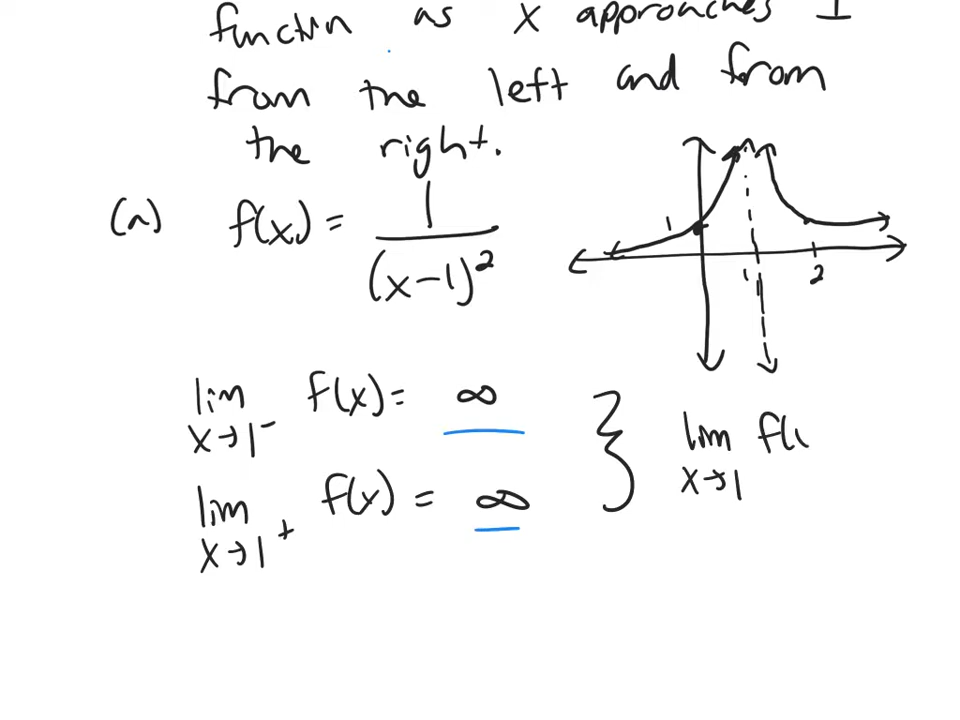 functin as x approaches 1
from the left and from
the right.
(a) f(x) = 1/(x-1)²
1
1 2
lim x→1⁻ f(x) = ∞
lim x→1⁺ f(x) = ∞
} lim x→1 f(